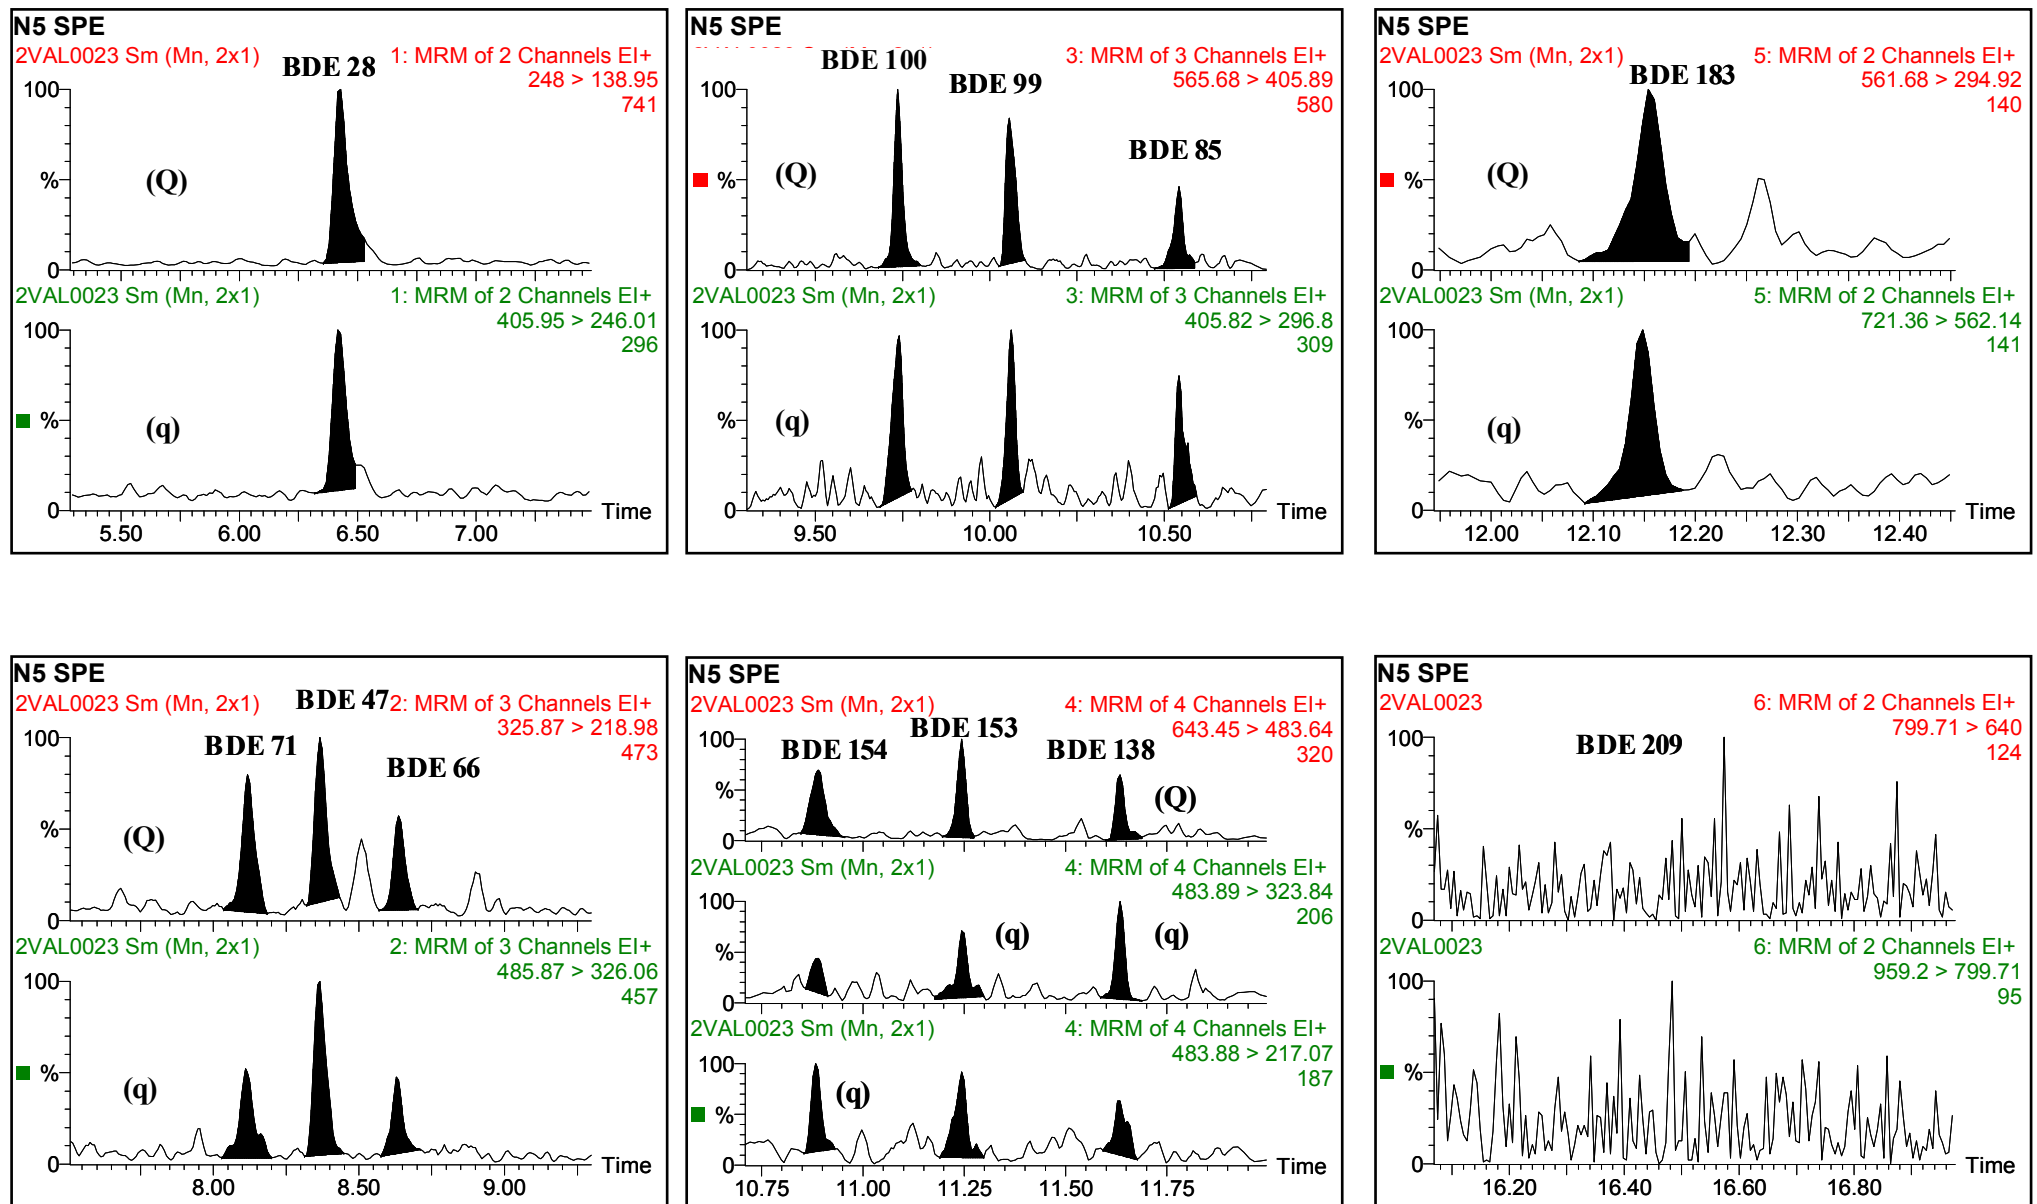 N5 SPE
2VAL0023 Sm (Mn, 2x1)
BDE 28
1: MRM of 2 Channels EI+
248 > 138.95
741
100
(Q)
%
0
2VAL0023 Sm (Mn, 2x1)
1: MRM of 2 Channels EI+
405.95 > 246.01
296
100
%
(q)
0
Time
5.50 6.00 6.50 7.00
N5 SPE
BDE 100
3: MRM of 3 Channels EI+
565.68 > 405.89
580
BDE 99
100
BDE 85
(Q)
%
0
2VAL0023 Sm (Mn, 2x1)
3: MRM of 3 Channels EI+
405.82 > 296.8
309
100
%
(q)
0
Time
9.50 10.00 10.50
N5 SPE
2VAL0023 Sm (Mn, 2x1)
BDE 183
5: MRM of 2 Channels EI+
561.68 > 294.92
140
100
(Q)
%
0
2VAL0023 Sm (Mn, 2x1)
5: MRM of 2 Channels EI+
721.36 > 562.14
141
100
%
(q)
0
Time
12.00 12.10 12.20 12.30 12.40
N5 SPE
2VAL0023 Sm (Mn, 2x1)
BDE 47
2: MRM of 3 Channels EI+
325.87 > 218.98
473
100
BDE 71
BDE 66
%
(Q)
0
2VAL0023 Sm (Mn, 2x1)
2: MRM of 3 Channels EI+
485.87 > 326.06
457
100
%
(q)
0
Time
8.00 8.50 9.00
N5 SPE
2VAL0023 Sm (Mn, 2x1)
4: MRM of 4 Channels EI+
643.45 > 483.64
320
BDE 153
100
BDE 154
BDE 138
%
(Q)
0
2VAL0023 Sm (Mn, 2x1)
4: MRM of 4 Channels EI+
483.89 > 323.84
206
100
(q)
(q)
%
0
2VAL0023 Sm (Mn, 2x1)
4: MRM of 4 Channels EI+
483.88 > 217.07
187
100
(q)
%
0
Time
10.75 11.00 11.25 11.50 11.75
N5 SPE
2VAL0023
6: MRM of 2 Channels EI+
799.71 > 640
124
100
BDE 209
%
0
2VAL0023
6: MRM of 2 Channels EI+
959.2 > 799.71
95
100
%
0
Time
16.20 16.40 16.60 16.80